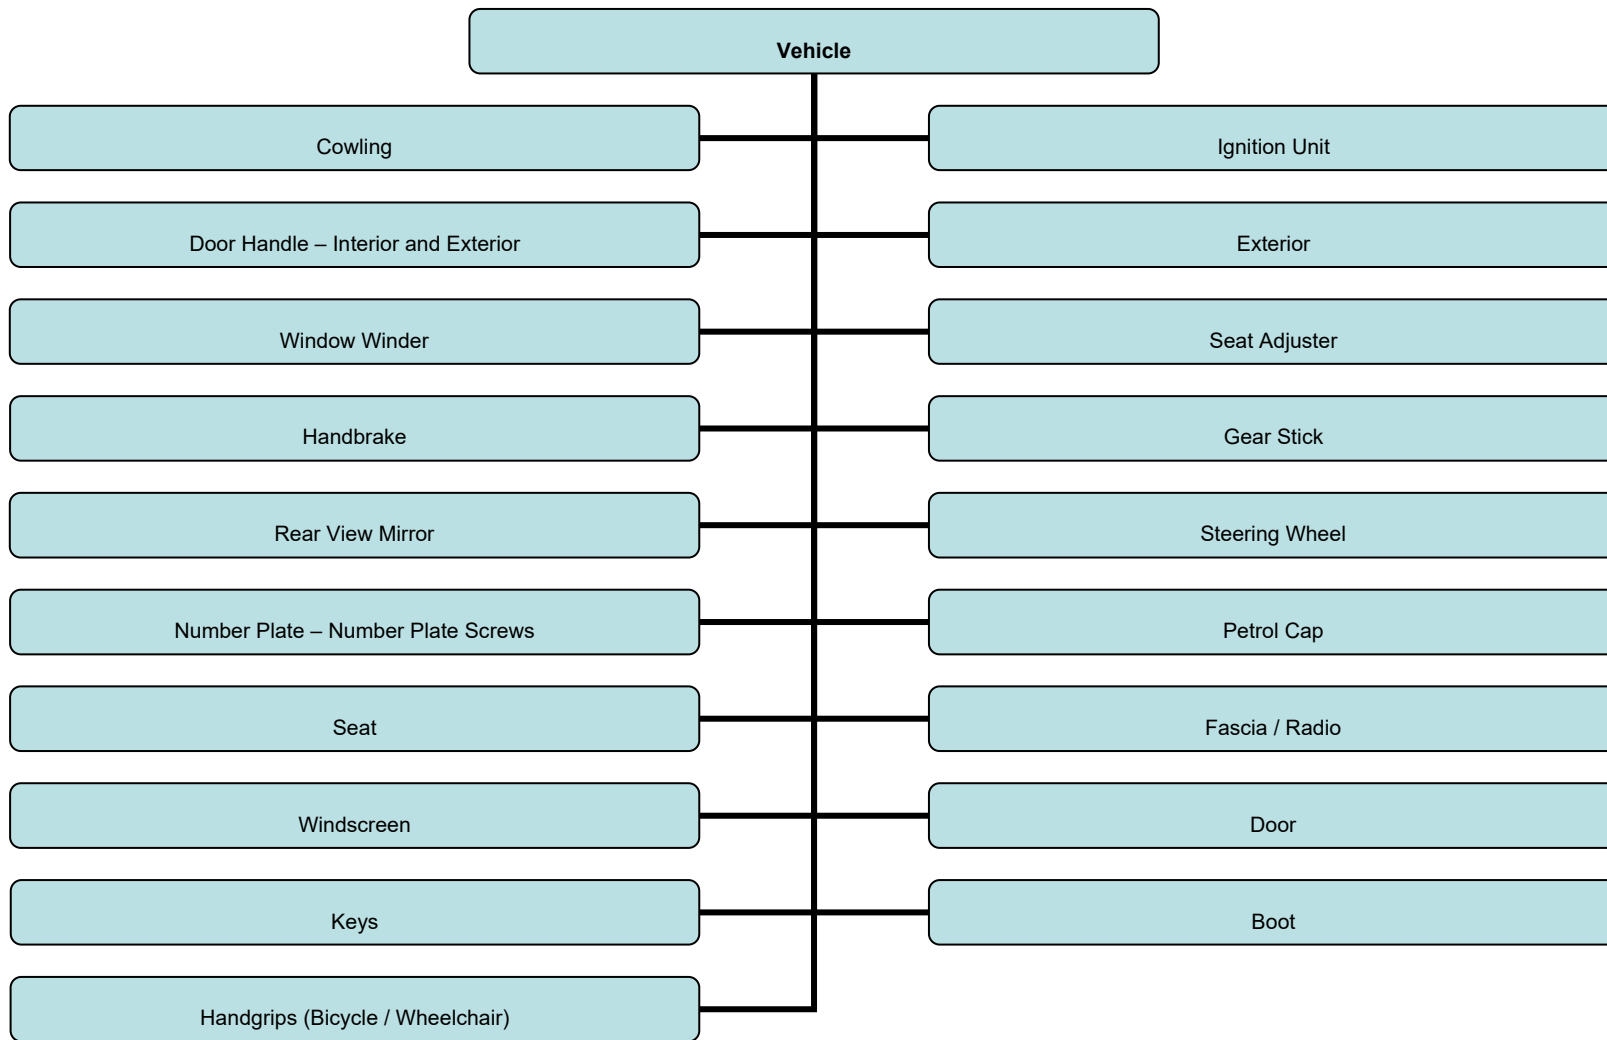 Vehicle
Cowling
Ignition Unit
Door Handle – Interior and Exterior
Exterior
Window Winder
Seat Adjuster
Handbrake
Gear Stick
Rear View Mirror
Steering Wheel
Number Plate – Number Plate Screws
Petrol Cap
Seat
Fascia / Radio
Windscreen
Door
Keys
Boot
Handgrips (Bicycle / Wheelchair)